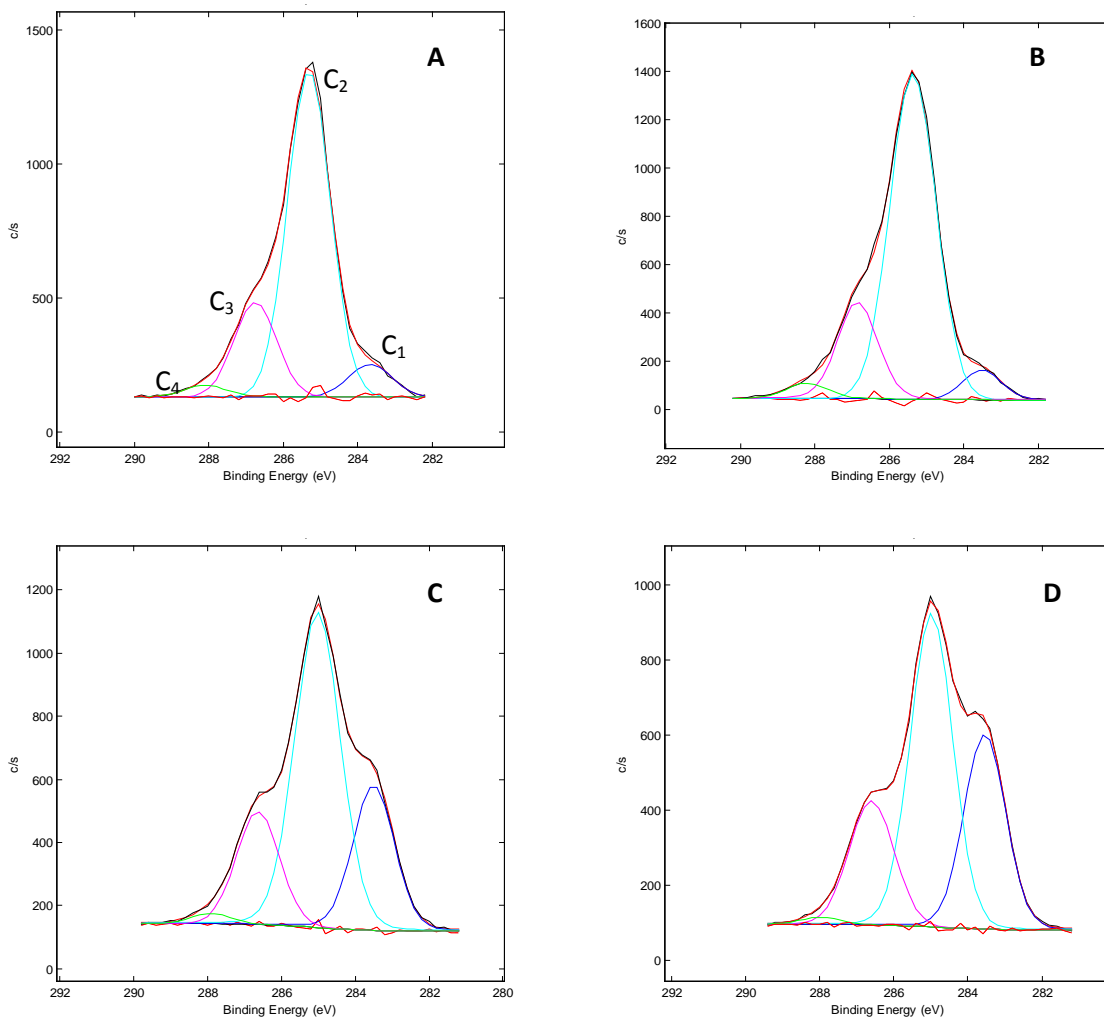 A
1500
1000
500
0
c/s
C₂
C₃
C₁
C₄
292 290 288 286 284 282
Binding Energy (eV)
B
1600
1400
1200
1000
800
600
400
200
0
c/s
292 290 288 286 284 282
Binding Energy (eV)
C
1200
1000
800
600
400
200
0
c/s
292 290 288 286 284 282 280
Binding Energy (eV)
D
1000
800
600
400
200
0
c/s
292 290 288 286 284 282
Binding Energy (eV)